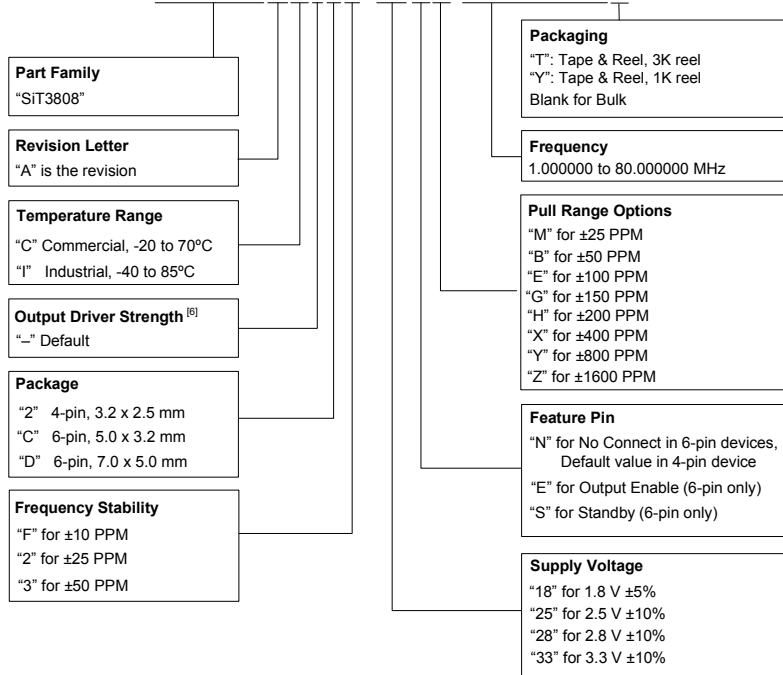 Part Family
“SiT3808”
Revision Letter
“A” is the revision
Temperature Range
“C” Commercial, -20 to 70ºC
“I” Industrial, -40 to 85ºC
Output Driver Strength [6]
“–” Default
Package
“2” 4-pin, 3.2 x 2.5 mm
“C” 6-pin, 5.0 x 3.2 mm
“D” 6-pin, 7.0 x 5.0 mm
Frequency Stability
“F” for ±10 PPM
“2” for ±25 PPM
“3” for ±50 PPM
Packaging
“T”: Tape & Reel, 3K reel
“Y”: Tape & Reel, 1K reel
Blank for Bulk
Frequency
1.000000 to 80.000000 MHz
Pull Range Options
“M” for ±25 PPM
“B” for ±50 PPM
“E” for ±100 PPM
“G” for ±150 PPM
“H” for ±200 PPM
“X” for ±400 PPM
“Y” for ±800 PPM
“Z” for ±1600 PPM
Feature Pin
“N” for No Connect in 6-pin devices,
Default value in 4-pin device
“E” for Output Enable (6-pin only)
“S” for Standby (6-pin only)
Supply Voltage
“18” for 1.8 V ±5%
“25” for 2.5 V ±10%
“28” for 2.8 V ±10%
“33” for 3.3 V ±10%